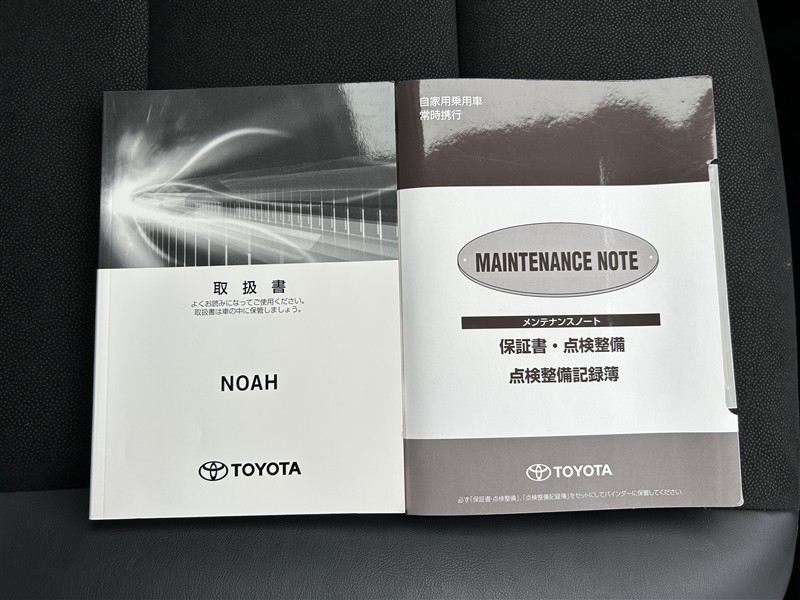 取扱書
よくお読みになってご使用ください。
取扱書は車の中に保管しましょう。
NOAH
TOYOTA
自家用乗用車
常時携行
MAINTENANCE NOTE
メンテナンスノート
保証書・点検整備
点検整備記録簿
TOYOTA
必ず「保証書・点検整備」、「点検整備記録簿」をセットにしてバインダーに保管してください